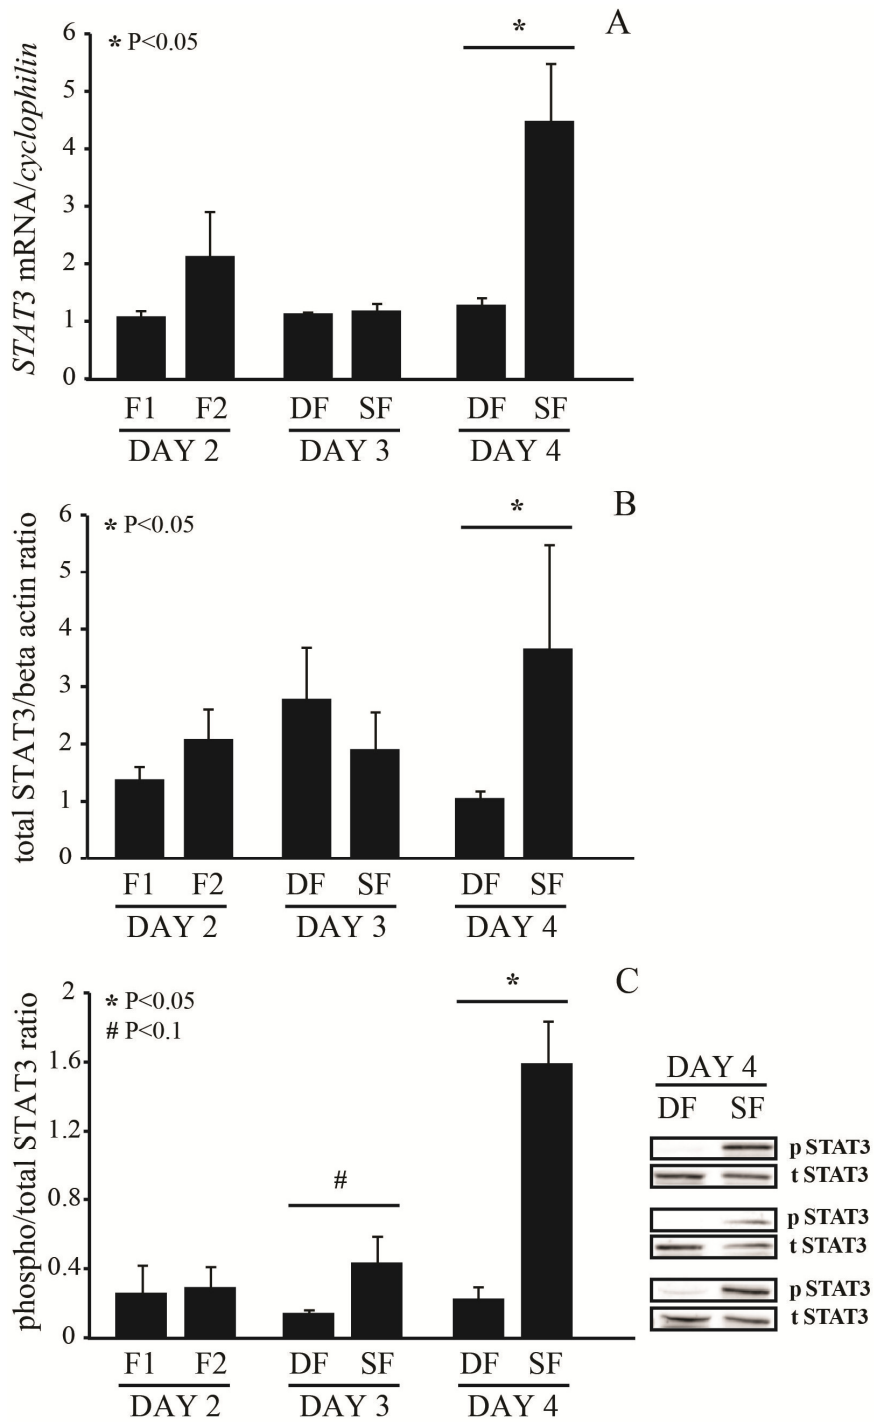 A
* P<0.05
*
STAT3 mRNA/cyclophilin
6
5
4
3
2
1
0
F1 F2 DF SF DF SF
DAY 2 DAY 3 DAY 4
B
* P<0.05
*
total STAT3/beta actin ratio
6
5
4
3
2
1
0
F1 F2 DF SF DF SF
DAY 2 DAY 3 DAY 4
C
* P<0.05
# P<0.1
#
*
phospho/total STAT3 ratio
2
1.6
1.2
0.8
0.4
0
F1 F2 DF SF DF SF
DAY 2 DAY 3 DAY 4
DAY 4
DF SF
p STAT3
t STAT3
p STAT3
t STAT3
p STAT3
t STAT3